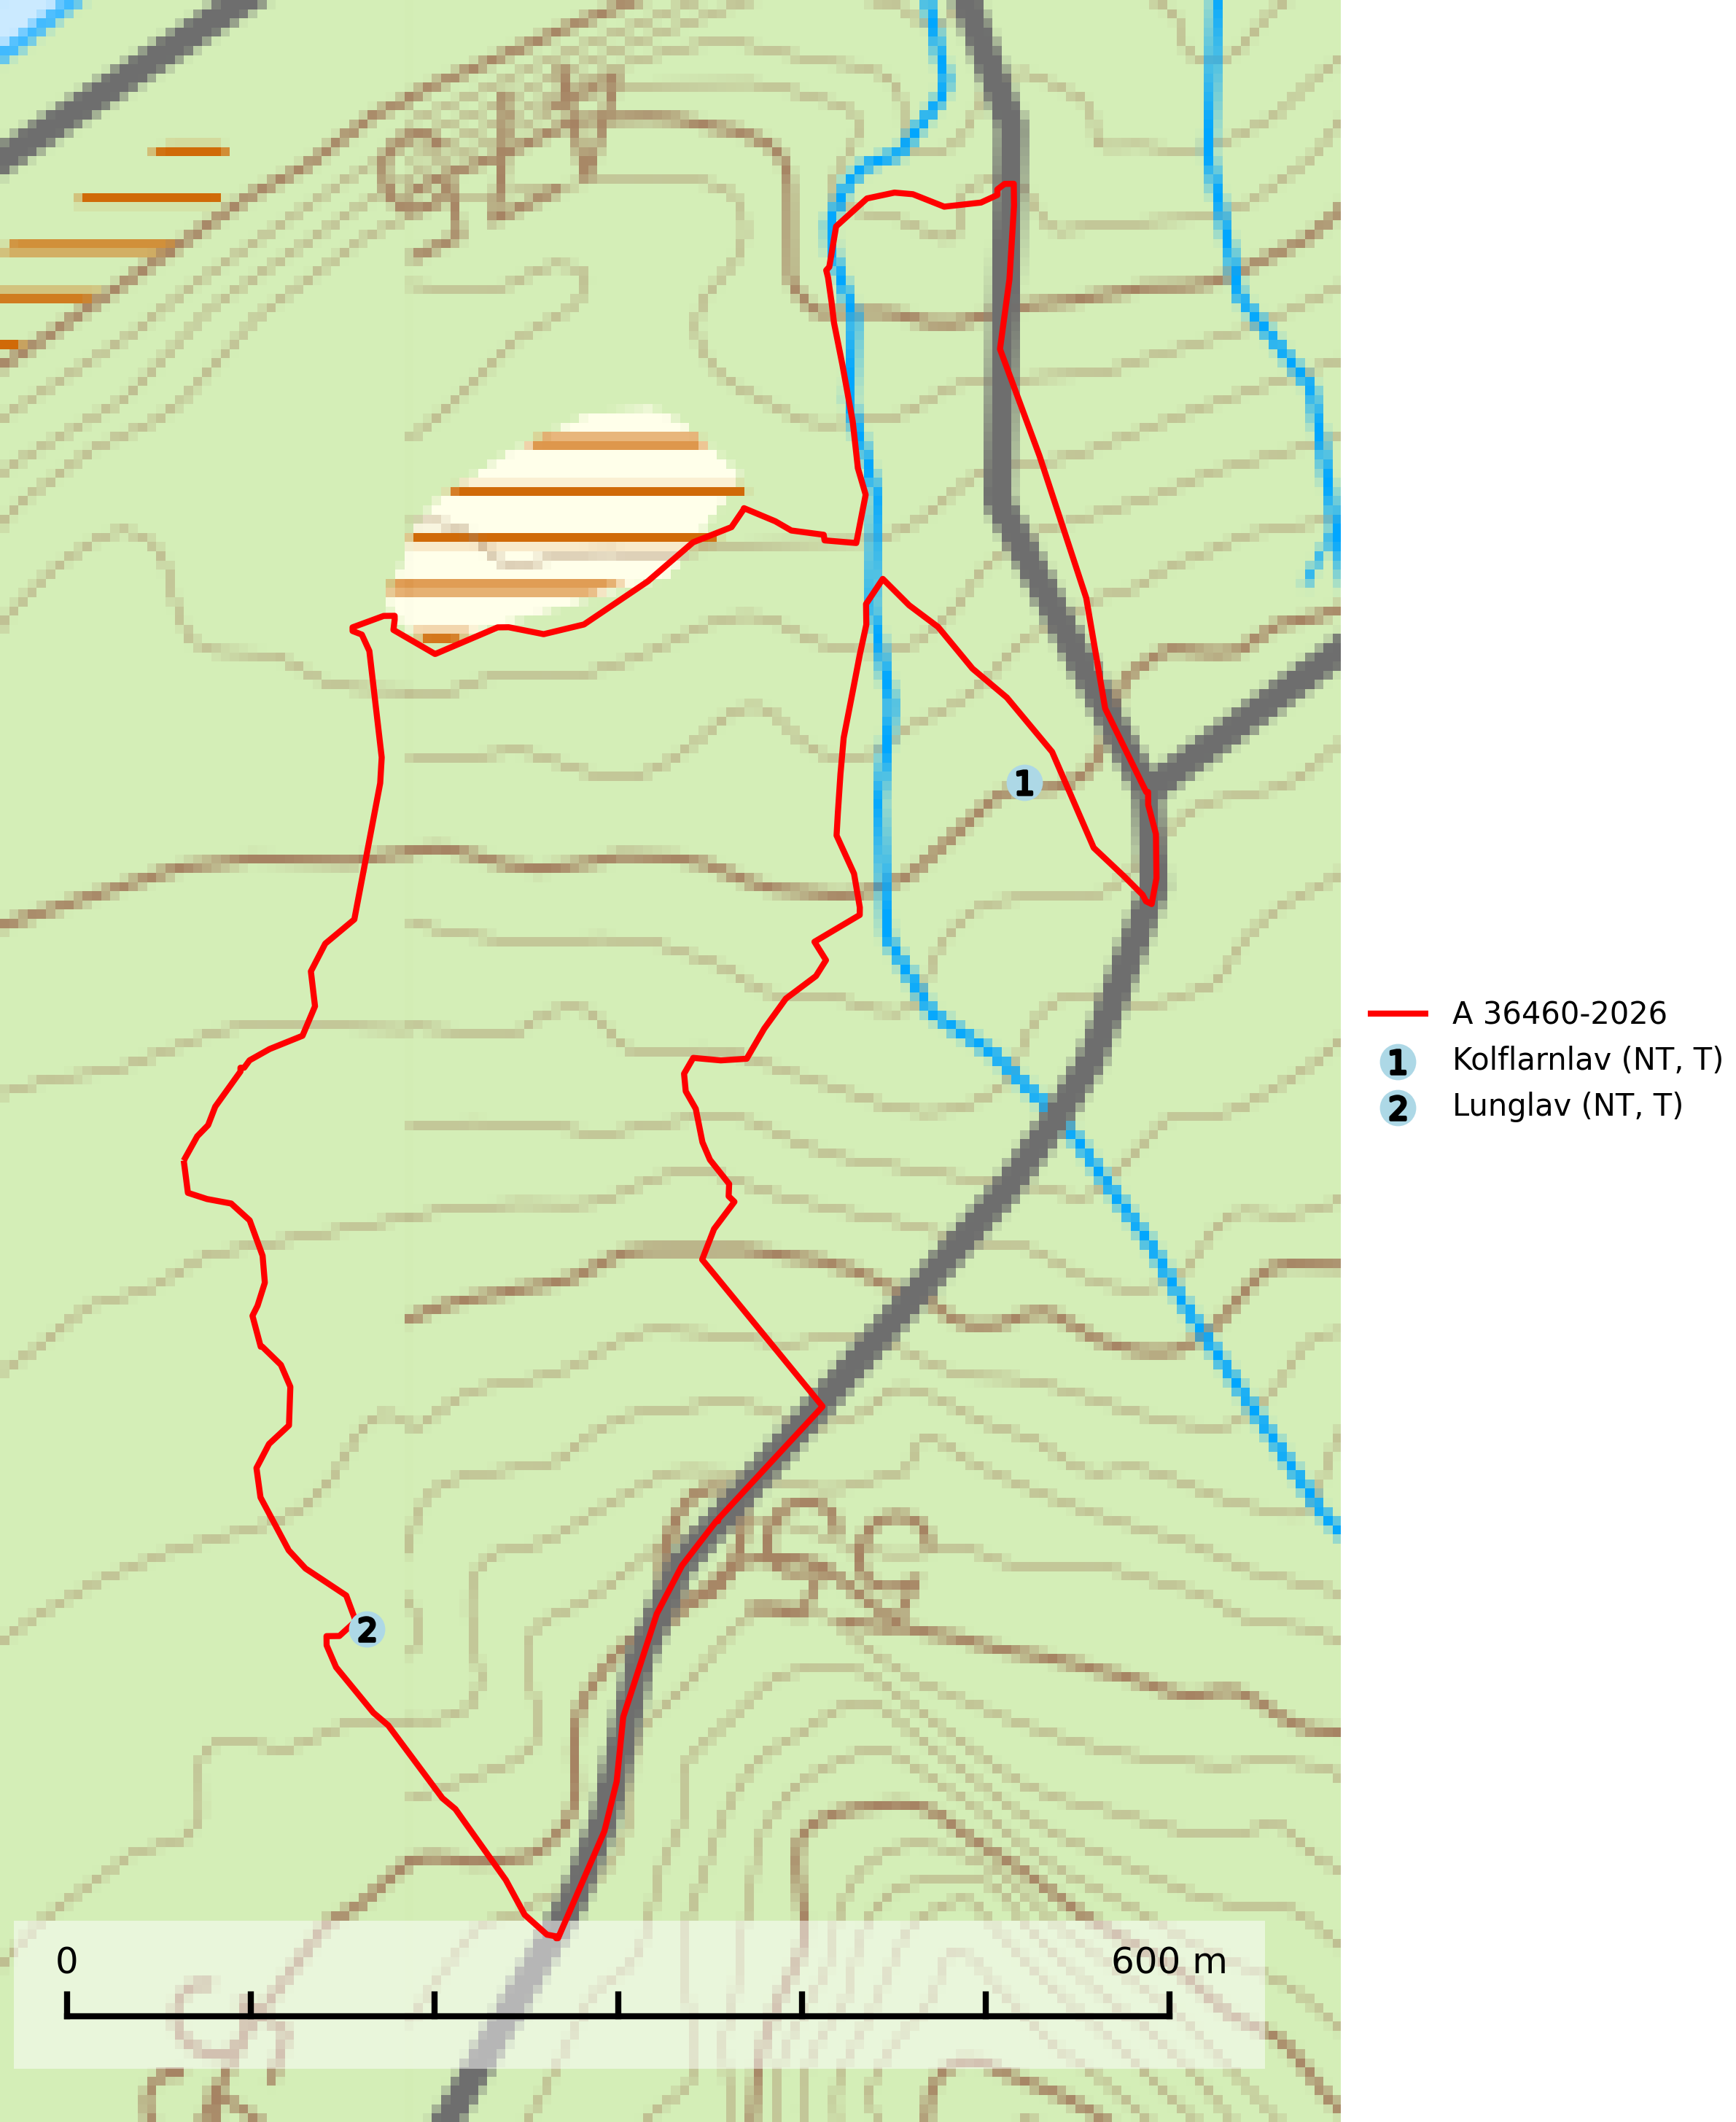 1
A 36460-2026
1 Kolflarnlav (NT, T)
2 Lunglav (NT, T)
2
0 600 m